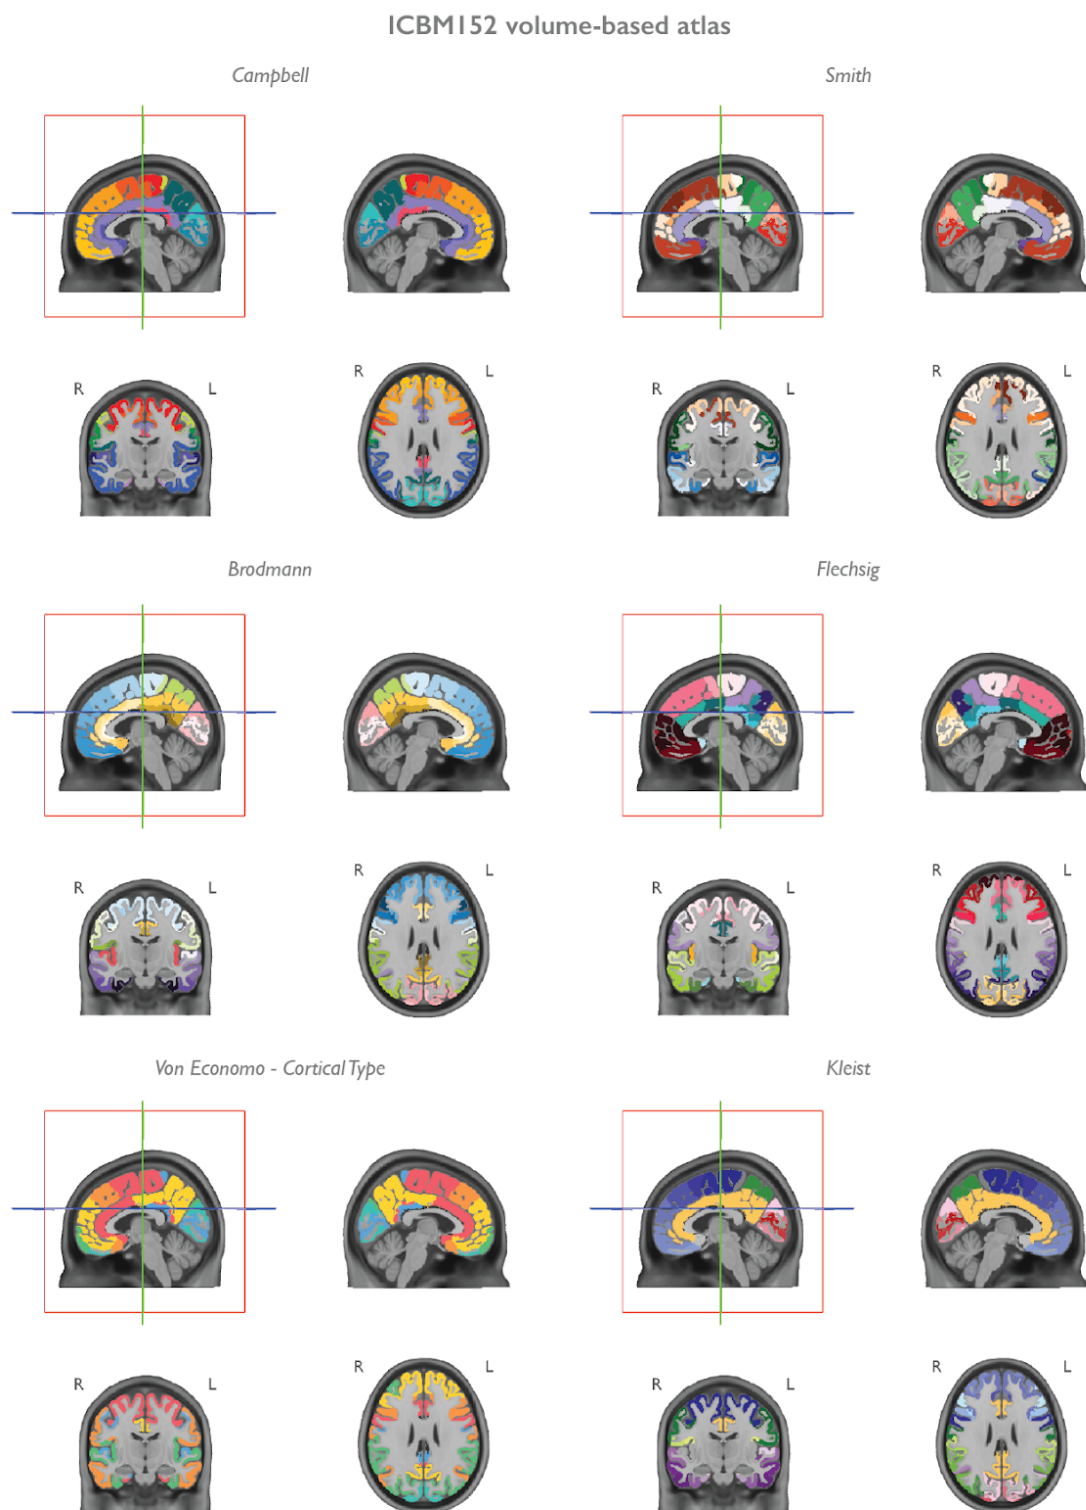 ICBM152 volume-based atlas
Campbell
Smith
R L R L
R L R L
Brodmann
Flechsig
R L R L
R L R L
Von Economo - Cortical Type
Kleist
R L R L
R L R L